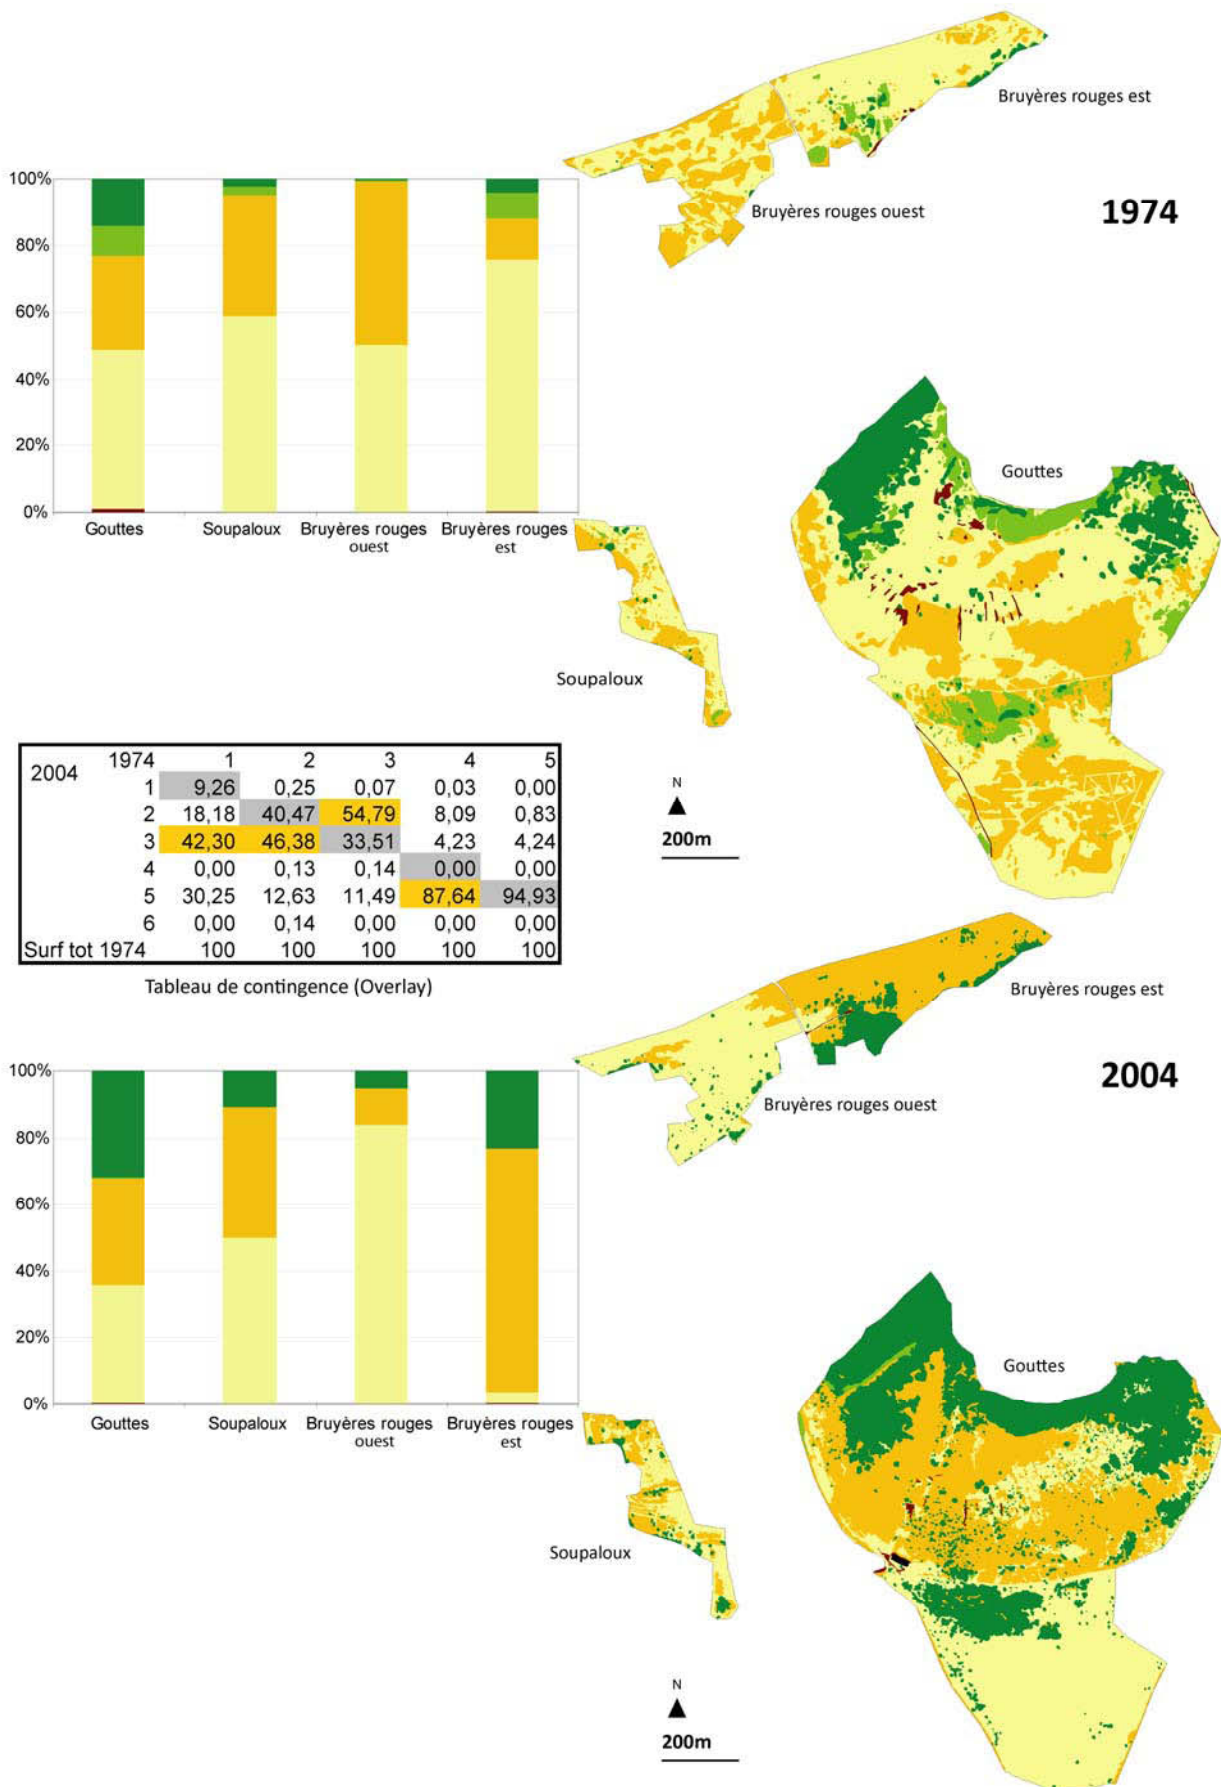 Bruyères rouges est
Bruyères rouges ouest
1974
100%
80%
60%
40%
20%
0%
Gouttes
Soupaloux
Bruyères rouges
ouest
Bruyères rouges
est
Gouttes
Soupaloux
N
200m
1974 1 2 3 4 5
2004
1 9,26 0,25 0,07 0,03 0,00
2 18,18 40,47 54,79 8,09 0,83
3 42,30 46,38 33,51 4,23 4,24
4 0,00 0,13 0,14 0,00 0,00
5 30,25 12,63 11,49 87,64 94,93
6 0,00 0,14 0,00 0,00 0,00
Surf tot 1974 100 100 100 100 100
Tableau de contingence (Overlay)
Bruyères rouges est
Bruyères rouges ouest
2004
100%
80%
60%
40%
20%
0%
Gouttes
Soupaloux
Bruyères rouges
ouest
Bruyères rouges
est
Gouttes
Soupaloux
N
200m